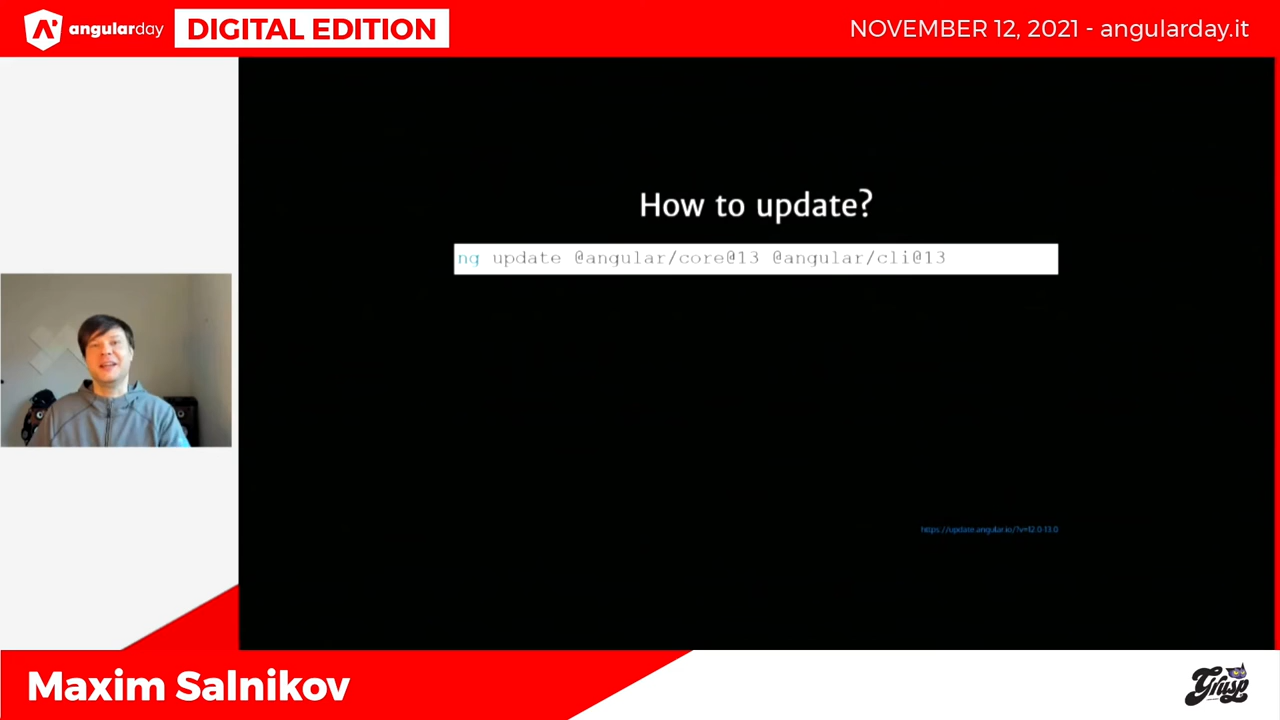 angularday
DIGITAL EDITION
NOVEMBER 12, 2021 - angularday.it
How to update?
ng update @angular/core@13 @angular/cli@13
https://update.angular.io/?v=12.0-13.0
Maxim Salnikov
Grusp